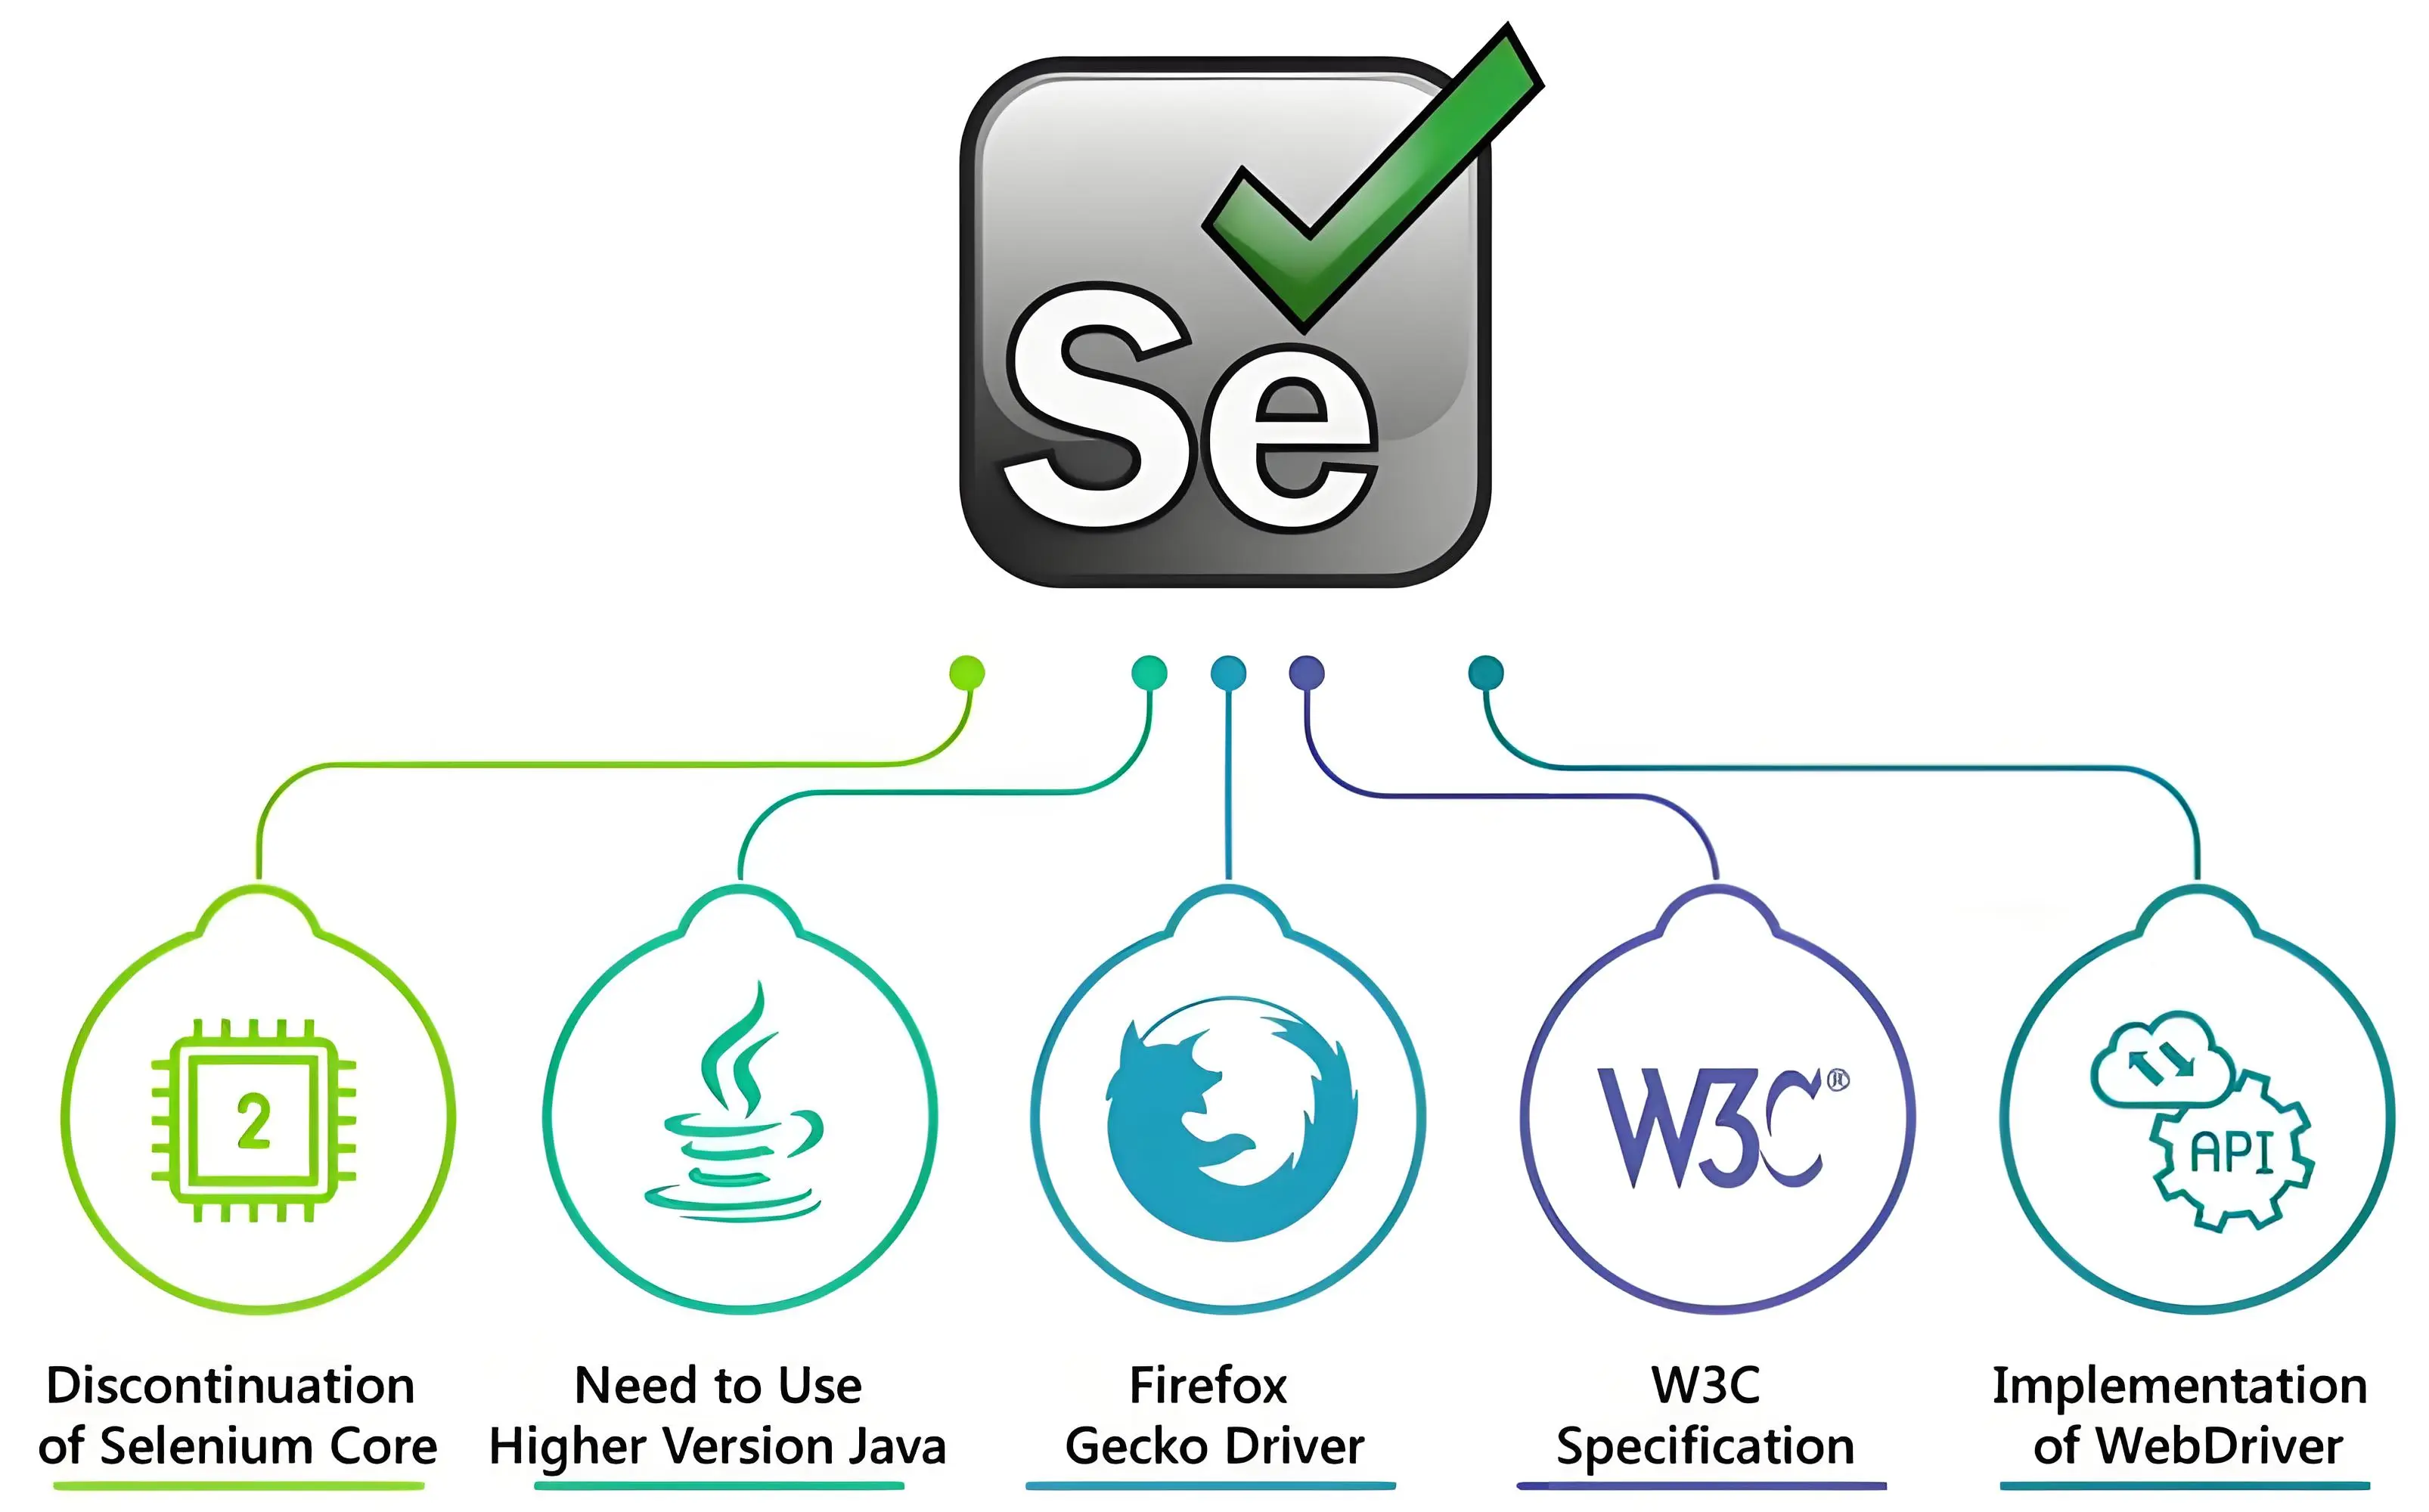 Se
2
W3C®
API
Discontinuation
of Selenium Core
Need to Use
Higher Version Java
Firefox
Gecko Driver
W3C
Specification
Implementation
of WebDriver